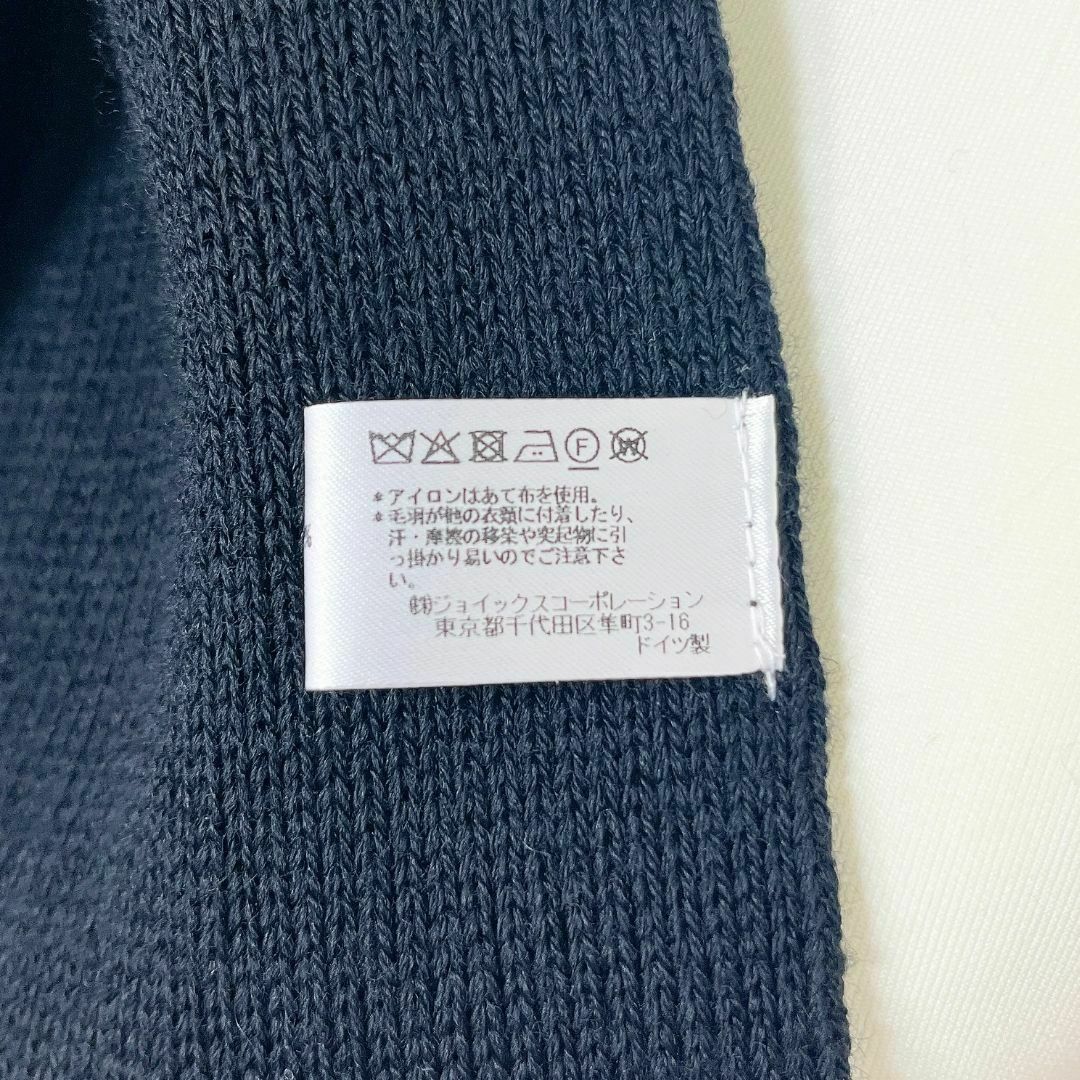 F
W
*アイロンはあて布を使用。
*毛羽が他の衣類に付着したり、
汗・摩擦の移染や突起物に引
っ掛かり易いのでご注意下さ
い。
㈱ジョイックスコーポレーション
東京都千代田区隼町3-16
ドイツ製
%